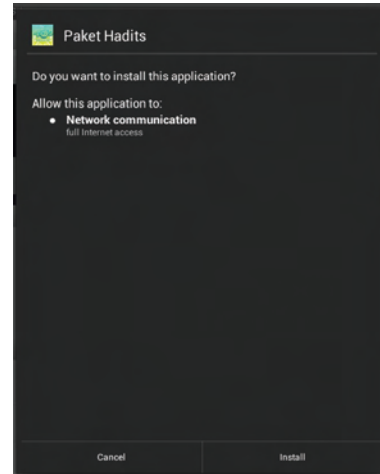 Paket Hadits
Do you want to install this application?
Allow this application to:
• Network communication
full Internet access
Cancel Install